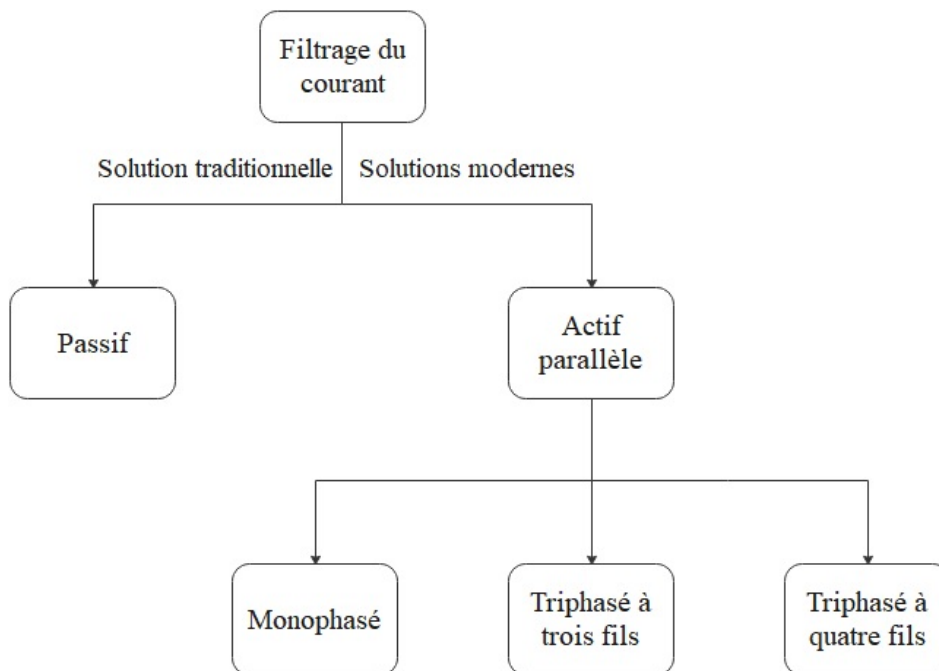 Filtrage du
courant
Solution traditionnelle
Solutions modernes
Passif
Actif
parallèle
Monophasé
Triphasé à
trois fils
Triphasé à
quatre fils